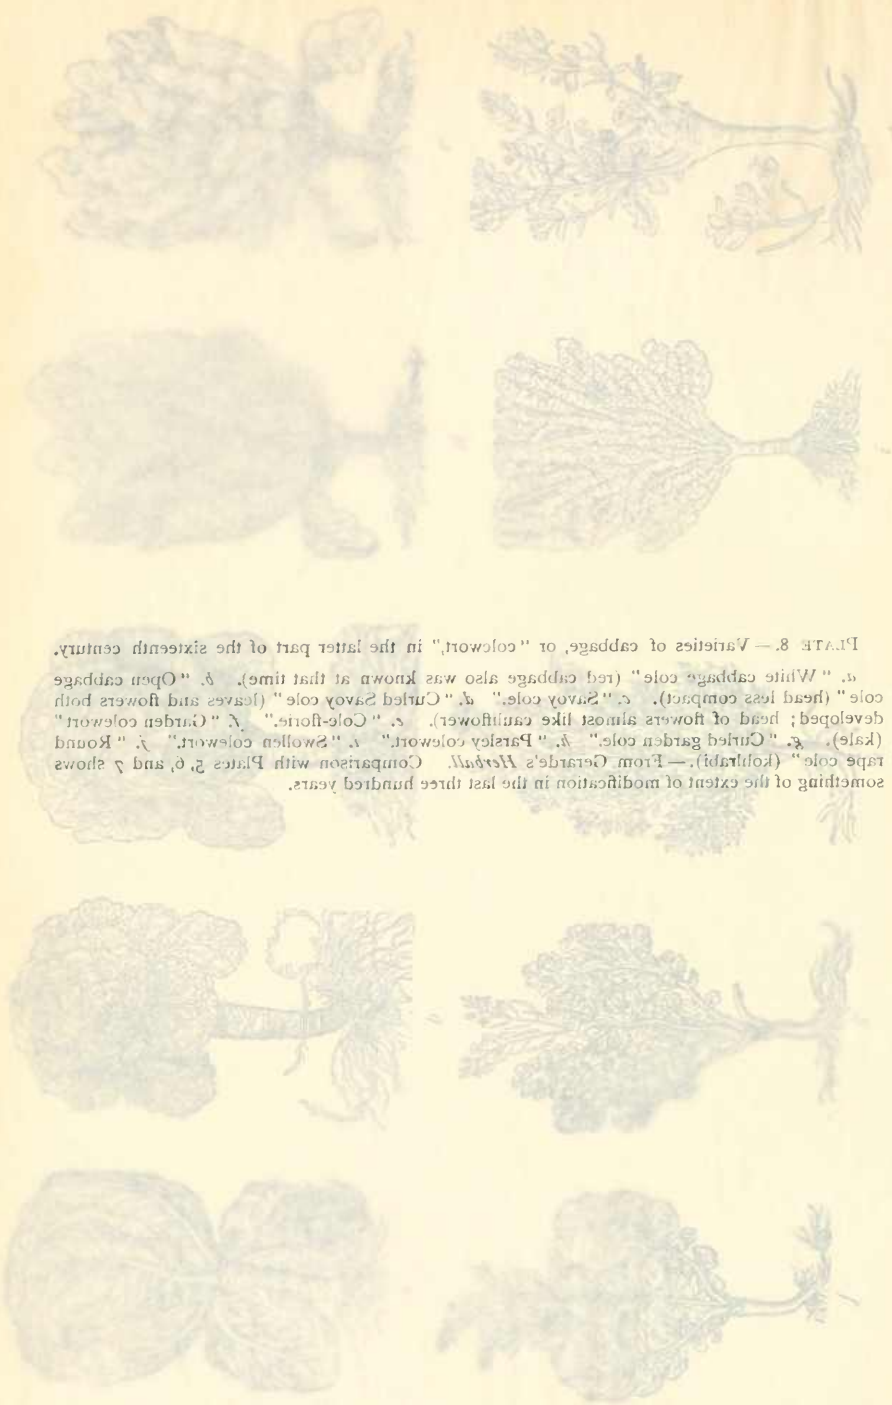 PLATE 8. — Varieties of cabbage, or "colewort," in the latter part of the sixteenth century.
a. "White cabbage cole" (red cabbage also was known at that time). b. "Open cabbage
cole" (head less compact). c. "Savoy cole." d. "Curled Savoy cole" (leaves and flowers both
developed; head of flowers almost like cauliflower). e. "Cole-florie." f. "Garden colewort"
(kale). g. "Curled garden cole." h. "Parsley colewort." i. "Swollen colewort." j. "Round
rape cole" (kohlrabi). — From Gerarde's Herball. Comparison with Plates 5, 6, and 7 shows
something of the extent of modification in the last three hundred years.